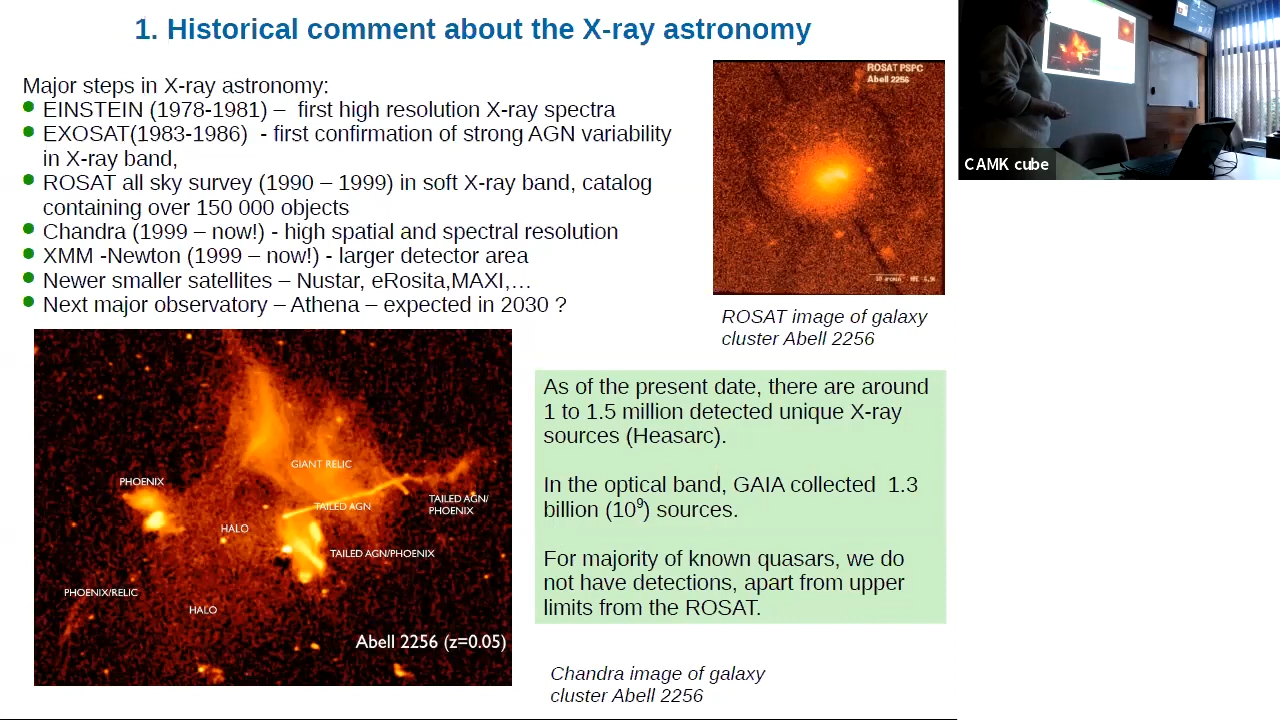 1. Historical comment about the X-ray astronomy
Major steps in X-ray astronomy:
EINSTEIN (1978-1981) – first high resolution X-ray spectra
EXOSAT(1983-1986) - first confirmation of strong AGN variability
in X-ray band,
ROSAT all sky survey (1990 – 1999) in soft X-ray band, catalog
containing over 150 000 objects
Chandra (1999 – now!) - high spatial and spectral resolution
XMM -Newton (1999 – now!) - larger detector area
Newer smaller satellites – Nustar, eRosita,MAXI,…
Next major observatory – Athena – expected in 2030 ?
ROSAT PSPC
Abell 2256
ROSAT image of galaxy
cluster Abell 2256
CAMK cube
GIANT RELIC
PHOENIX
TAILED AGN
TAILED AGN/
PHOENIX
HALO
TAILED AGN/PHOENIX
PHOENIX/RELIC
HALO
Abell 2256 (z=0.05)
As of the present date, there are around
1 to 1.5 million detected unique X-ray
sources (Heasarc).
In the optical band, GAIA collected 1.3
billion (10⁹) sources.
For majority of known quasars, we do
not have detections, apart from upper
limits from the ROSAT.
Chandra image of galaxy
cluster Abell 2256